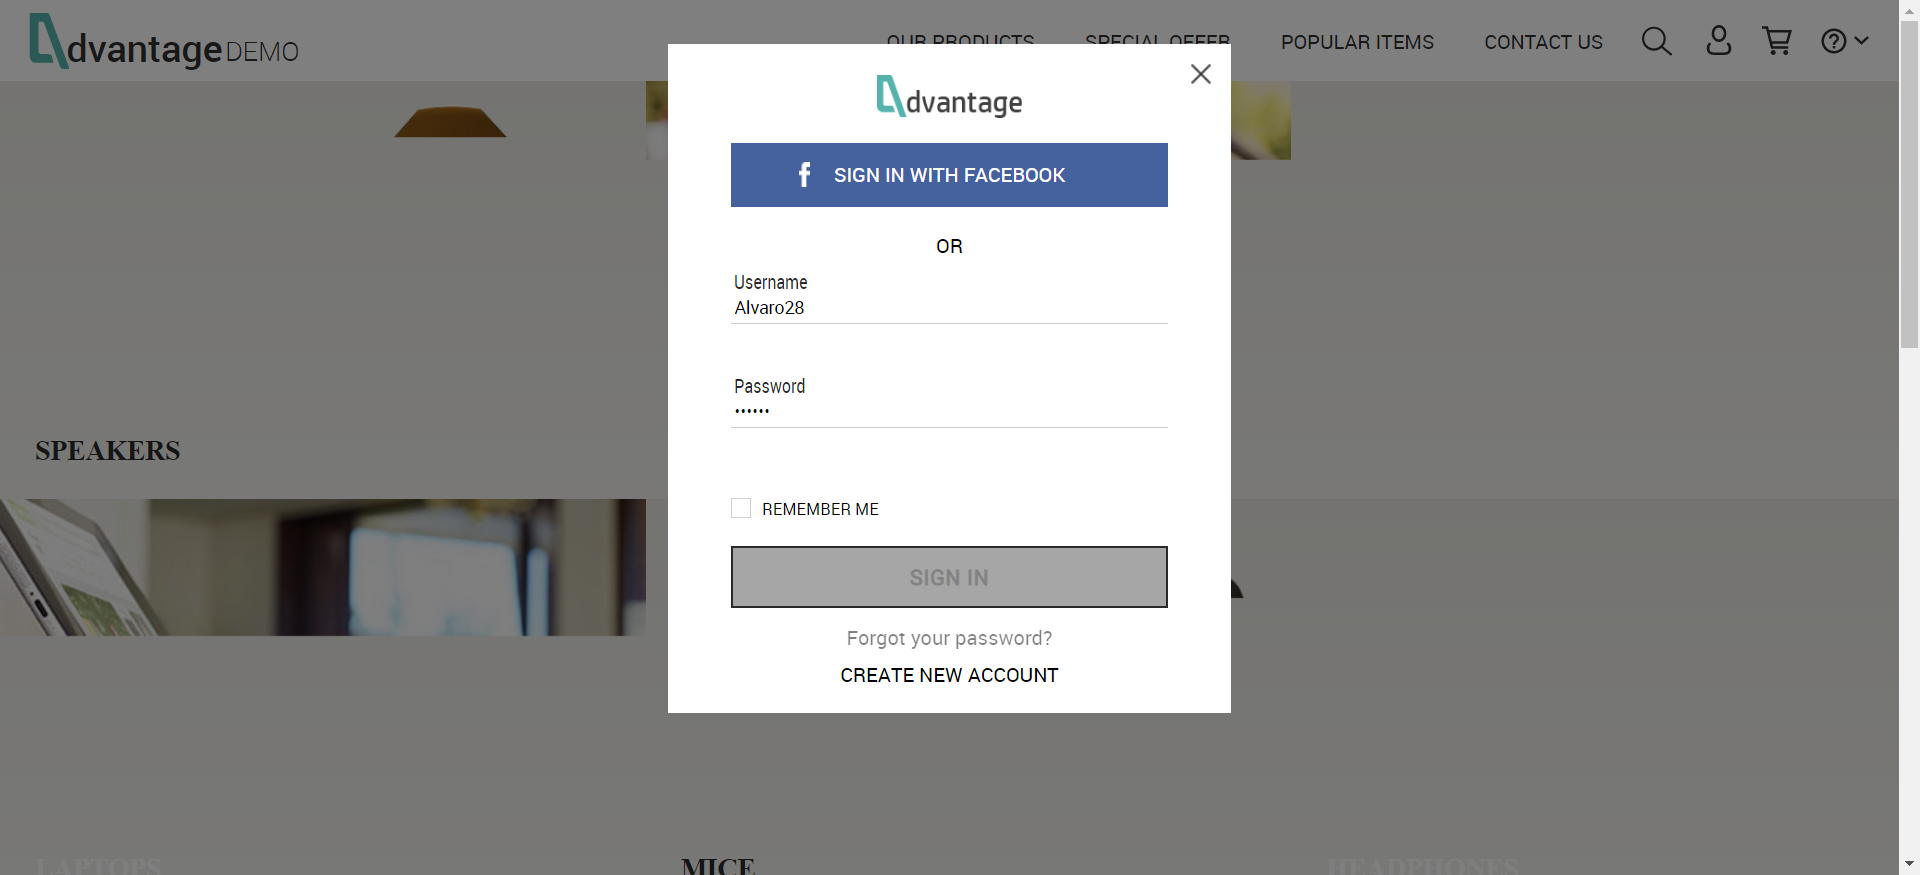 dvantage DEMO
OUR PRODUCTS
SPECIAL OFFER
POPULAR ITEMS
CONTACT US
dvantage
SIGN IN WITH FACEBOOK
OR
Username
Alvaro28
Password
••••••
REMEMBER ME
SIGN IN
Forgot your password?
CREATE NEW ACCOUNT
SPEAKERS
LAPTOPS
MICE
HEADPHONES